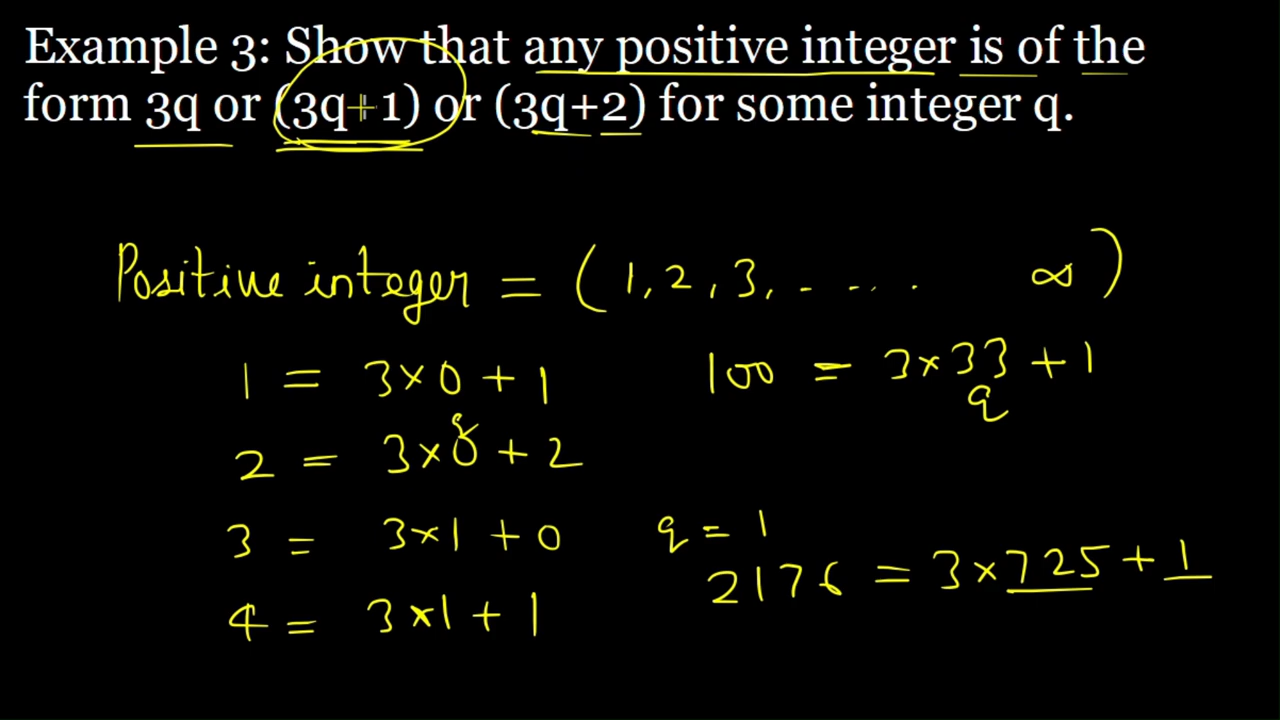 Example 3: Show that any positive integer is of the
form 3q or (3q+1) or (3q+2) for some integer q.
Positive integer = (1, 2, 3, - - .. . ∞)
1 = 3×0 + 1
100 = 3×33 + 1
q
2 = 3×0 + 2
3 = 3×1 + 0
q = 1
2176 = 3×725 + 1
4 = 3×1 + 1